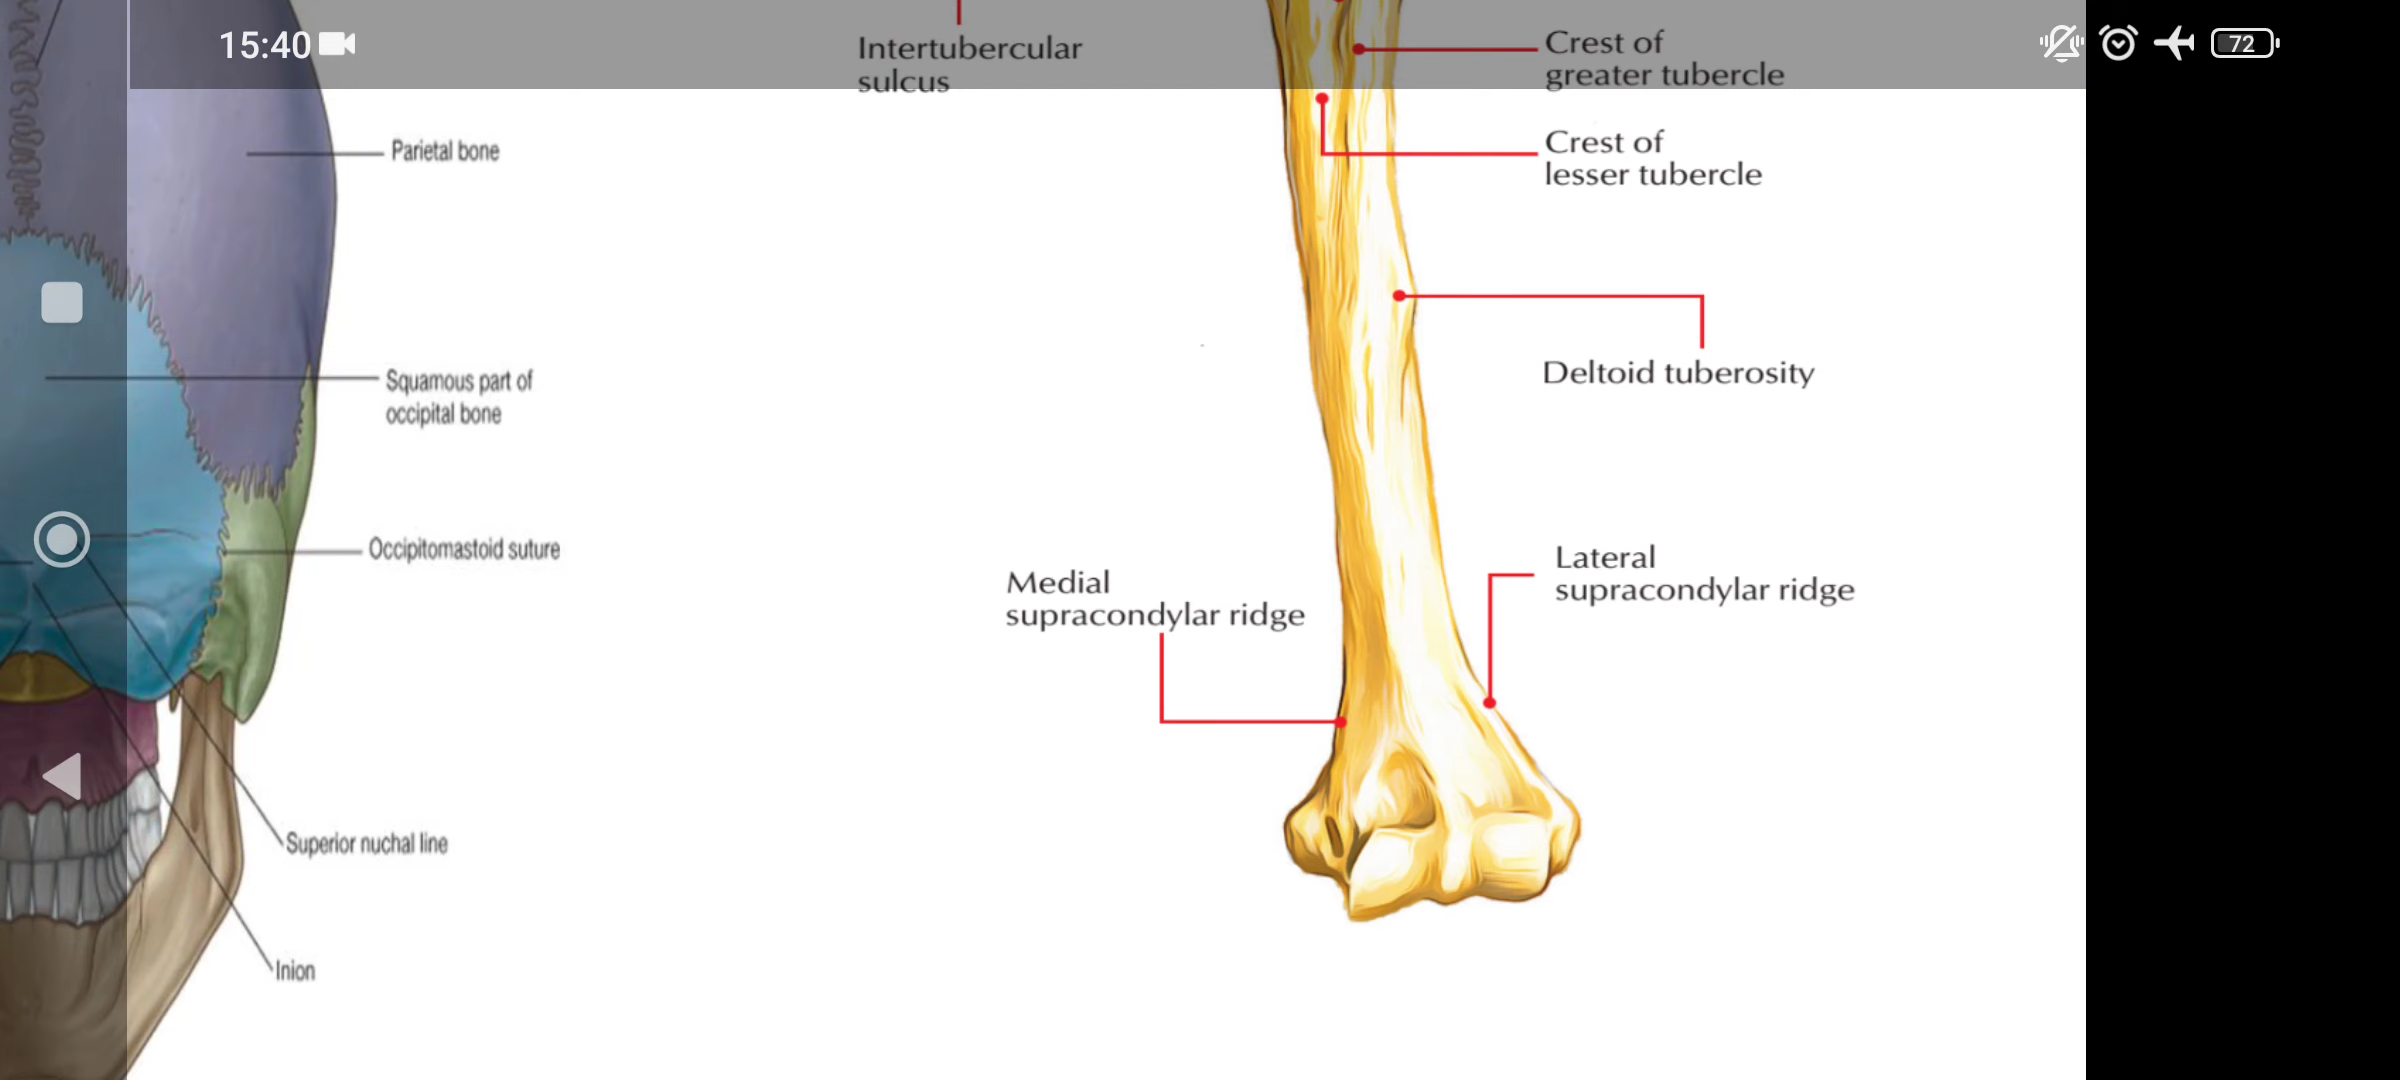 15:40
72
Intertubercular
sulcus
Crest of
greater tubercle
Crest of
lesser tubercle
Parietal bone
Deltoid tuberosity
Squamous part of
occipital bone
Occipitomastoid suture
Medial
supracondylar ridge
Lateral
supracondylar ridge
Superior nuchal line
Inion